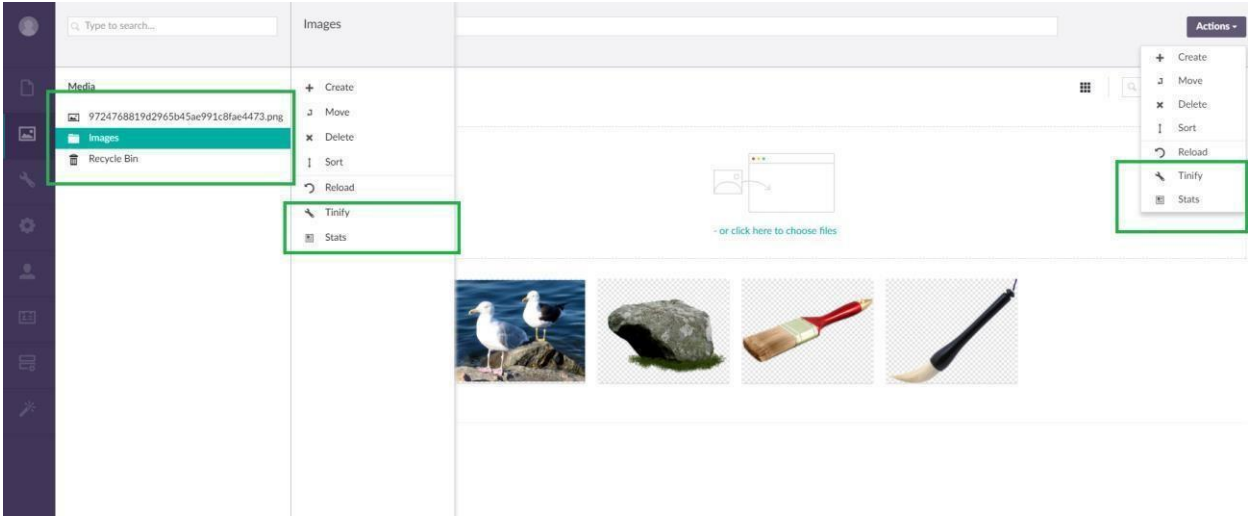 Type to search...
Media
9724768819d2965b45ae991c8fae4473.png
Images
Recycle Bin
Images
Create
Move
Delete
Sort
Reload
Tinify
Stats
- or click here to choose files
Actions
Create
Move
Delete
Sort
Reload
Tinify
Stats